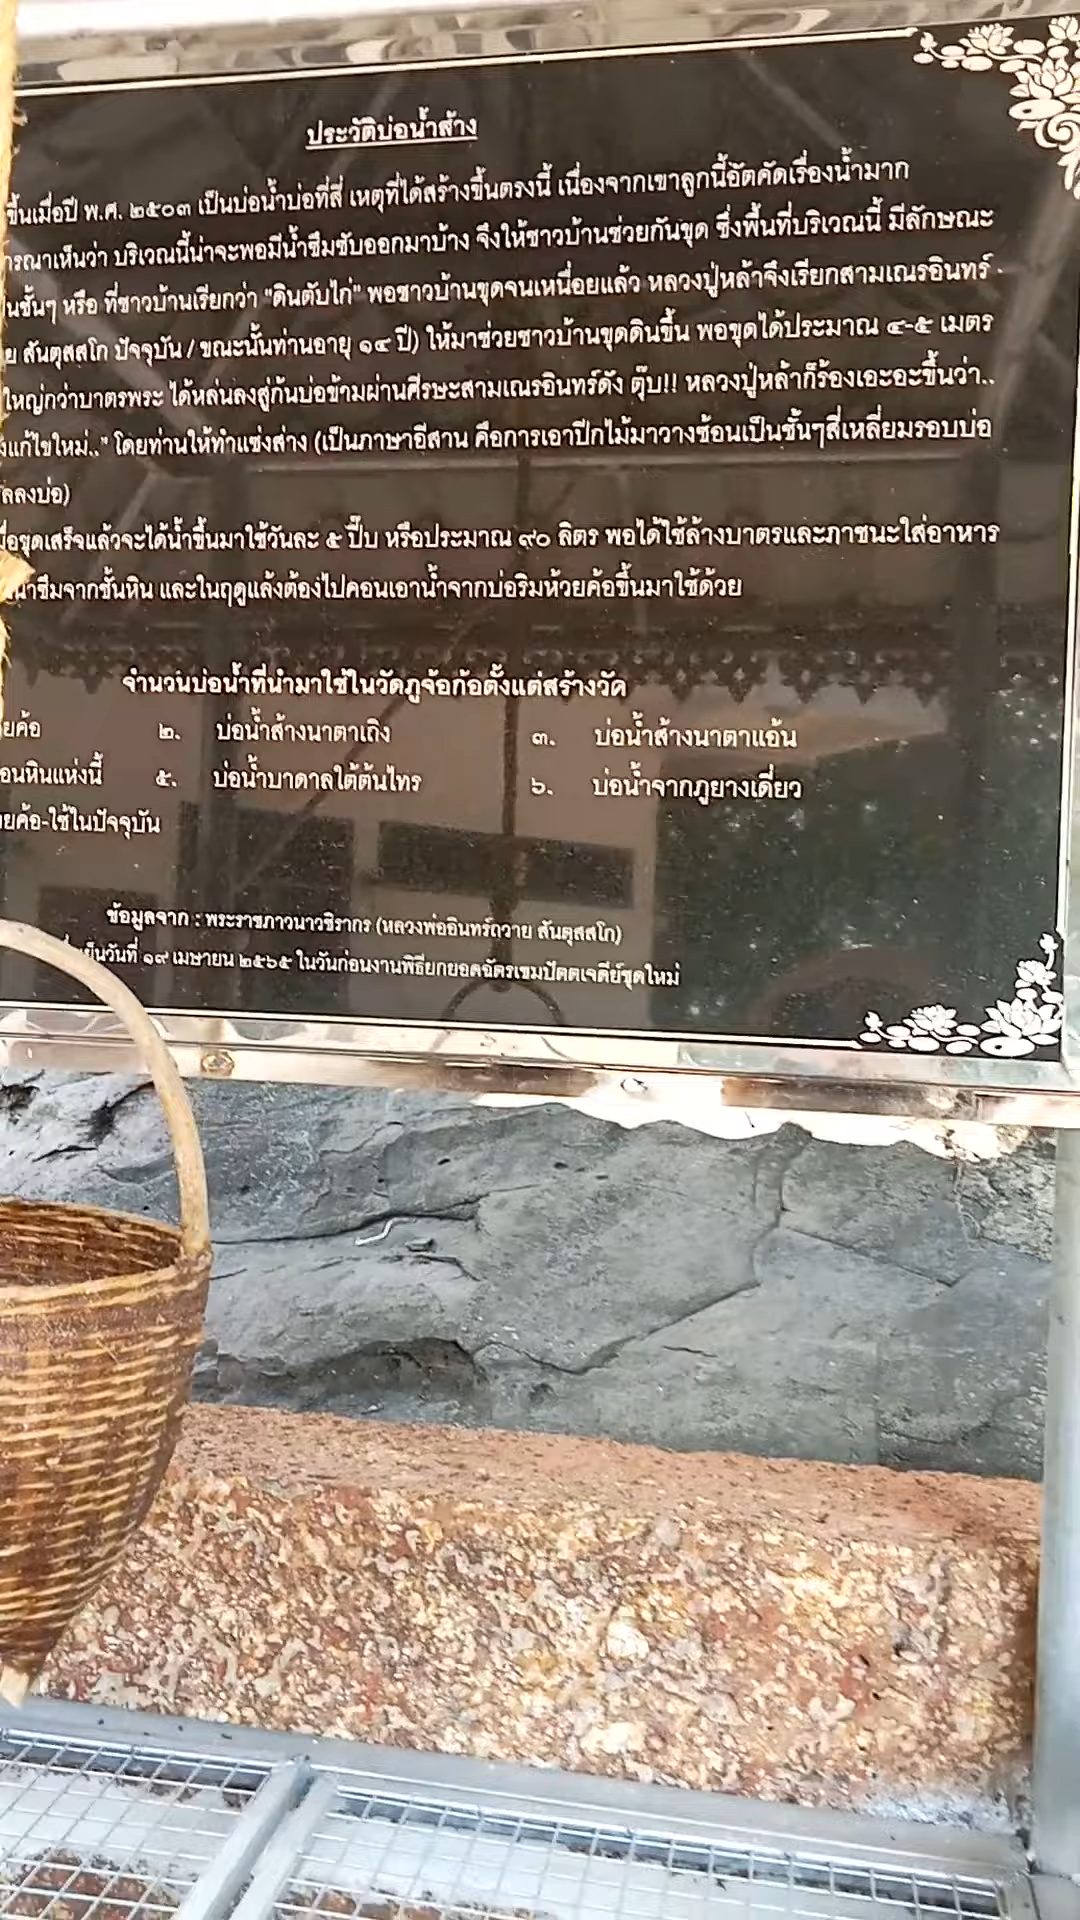 ประวัติบ่อน้ำส้าง
ขึ้นเมื่อปี พ.ศ. ๒๕๐๓ เป็นบ่อน้ำบ่อที่สี่ เหตุที่ได้สร้างขึ้นตรงนี้ เนื่องจากเขาลูกนี้อัตคัดเรื่องน้ำมาก
ารณาเห็นว่า บริเวณนี้น่าจะพอมีน้ำซึมซับออกมาบ้าง จึงให้ชาวบ้านช่วยกันขุด ซึ่งพื้นที่บริเวณนี้ มีลักษณะ
นชั้นๆ หรือ ที่ชาวบ้านเรียกว่า "ดินตับไก่" พอชาวบ้านขุดจนเหนื่อยแล้ว หลวงปู่หล้าจึงเรียกสามเณรอินทร์
ย สันตุสสโก ปัจจุบัน / ขณะนั้นท่านอายุ ๑๔ ปี) ให้มาช่วยชาวบ้านขุดดินขึ้น พอขุดได้ประมาณ ๔-๕ เมตร
ใหญ่กว่าบาตรพระ ได้หล่นลงสู่ก้นบ่อข้ามผ่านศีรษะสามเณรอินทร์ดัง ตุ๊บ!! หลวงปู่หล้าก็ร้องเอะอะขึ้นว่า..
งแก้ไขใหม่.." โดยท่านให้ทำแซ่งส่าง (เป็นภาษาอีสาน คือการเอาปีกไม้มาวางซ้อนเป็นชั้นๆสี่เหลี่ยมรอบบ่อ
ลลงบ่อ)
มื่อขุดเสร็จแล้วจะได้น้ำขึ้นมาใช้วันละ ๕ ปี๊บ หรือประมาณ ๙๐ ลิตร พอได้ใช้ล้างบาตรและภาชนะใส่อาหาร
น้ำซึมจากชั้นหิน และในฤดูแล้งต้องไปคอนเอาน้ำจากบ่อริมห้วยค้อขึ้นมาใช้ด้วย
จำนวนบ่อน้ำที่นำมาใช้ในวัดภูจ้อก้อตั้งแต่สร้างวัด
ยค้อ ๒. บ่อน้ำส้างนาตาเถิง ๓. บ่อน้ำส้างนาตาแอ้น
อนหินแห่งนี้ ๕. บ่อน้ำบาดาลใต้ต้นไทร ๖. บ่อน้ำจากภูยางเดี่ยว
ยค้อ-ใช้ในปัจจุบัน
ข้อมูลจาก : พระราชภาวนาวชิรากร (หลวงพ่ออินทร์ถวาย สันตุสสโก)
เย็นวันที่ ๑๙ เมษายน ๒๕๖๕ ในวันก่อนงานพิธียกยอดฉัตรเขมปัตตเจดีย์ชุดใหม่